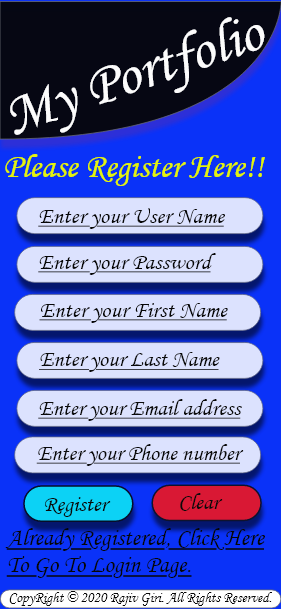 My Portfolio
Please Register Here!!
Enter your User Name
Enter your Password
Enter your First Name
Enter your Last Name
Enter your Email address
Enter your Phone number
Register Clear
Already Registered, Click Here
To Go To Login Page.
CopyRight © 2020 Rajiv Giri. All Rights Reserved.